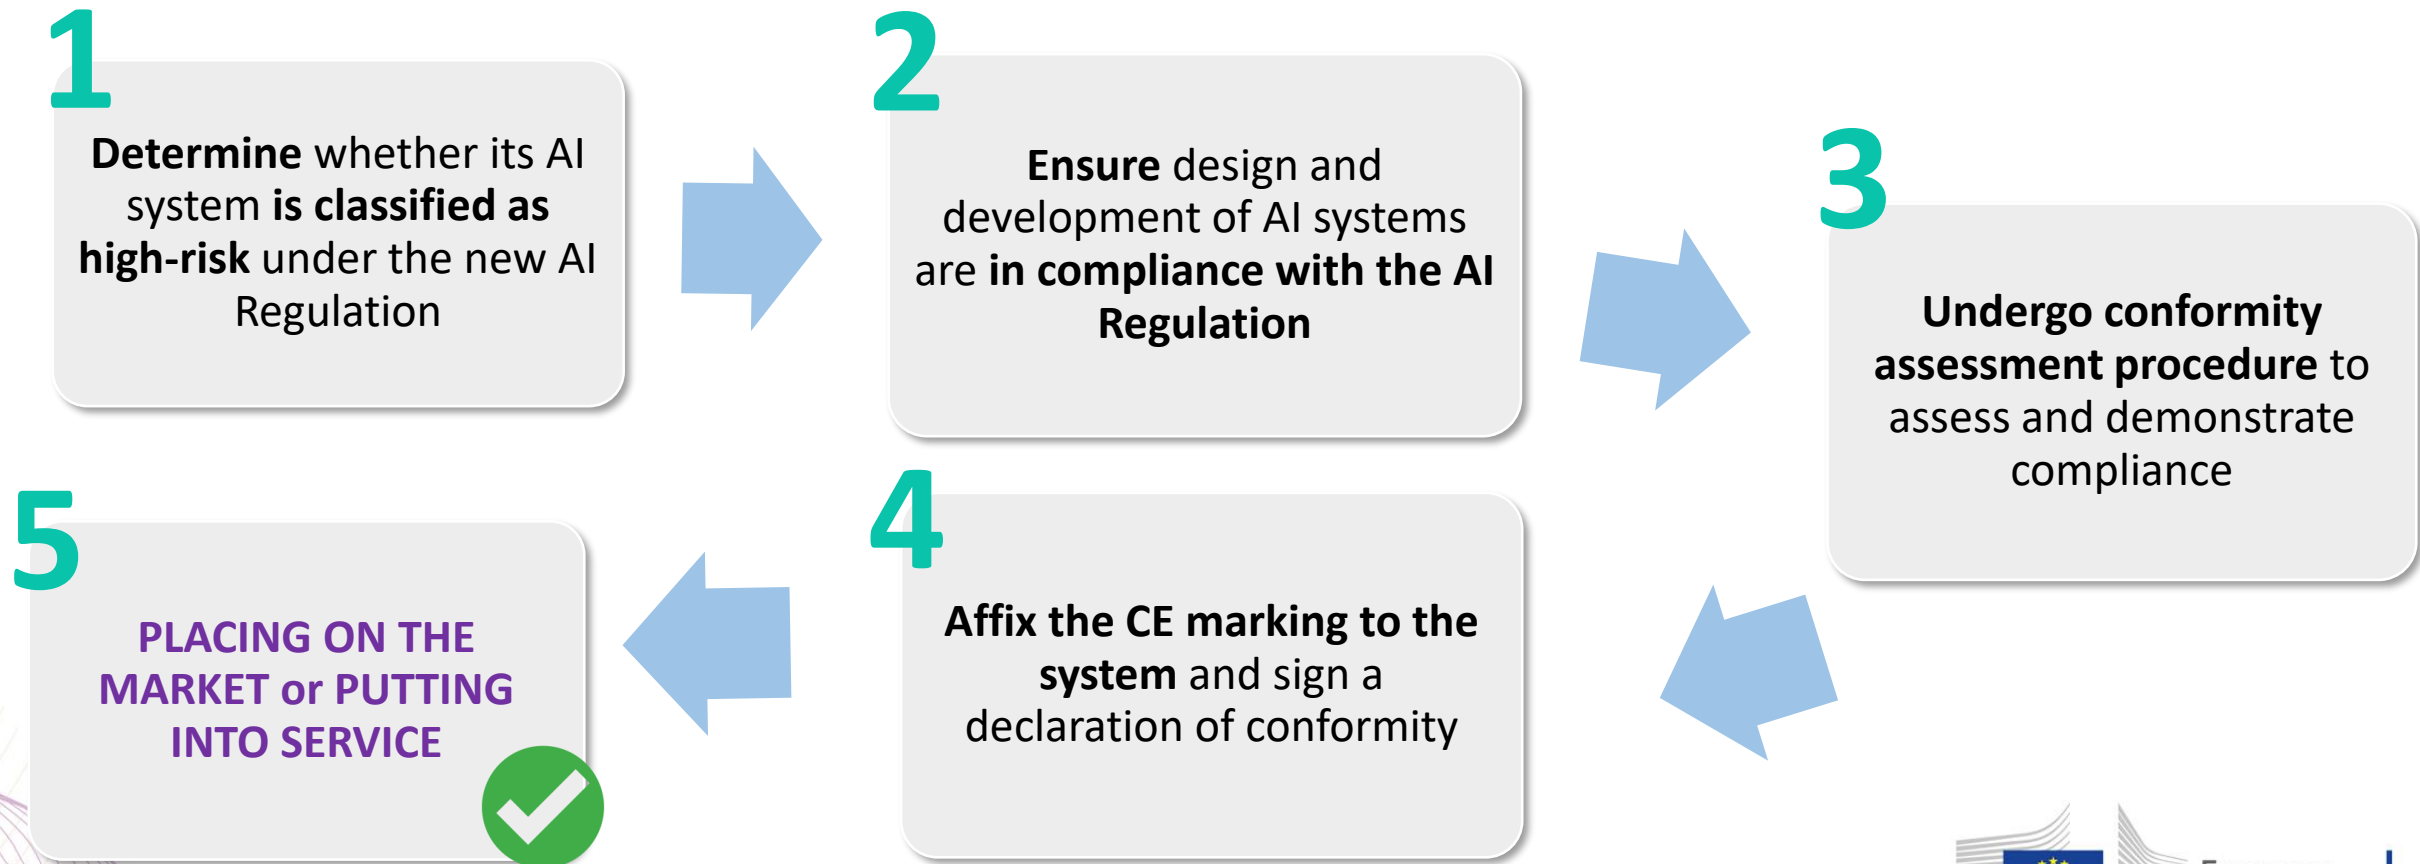 1
Determine whether its AI
system is classified as
high-risk under the new AI
Regulation
2
Ensure design and
development of AI systems
are in compliance with the AI
Regulation
3
Undergo conformity
assessment procedure to
assess and demonstrate
compliance
4
Affix the CE marking to the
system and sign a
declaration of conformity
5
PLACING ON THE
MARKET or PUTTING
INTO SERVICE